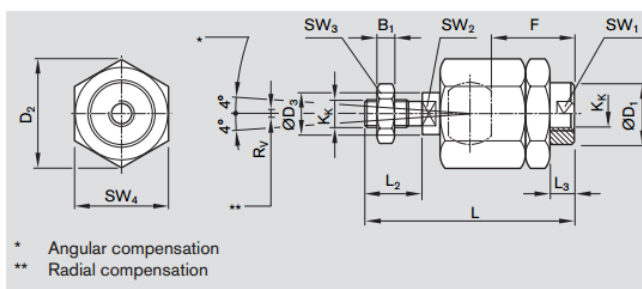 SW3 B1 SW2 F SW1
*
D2
4°
4°
ØD3
KK
RV
KK
ØD1
L2
L3
SW4
**
L
* Angular compensation
** Radial compensation